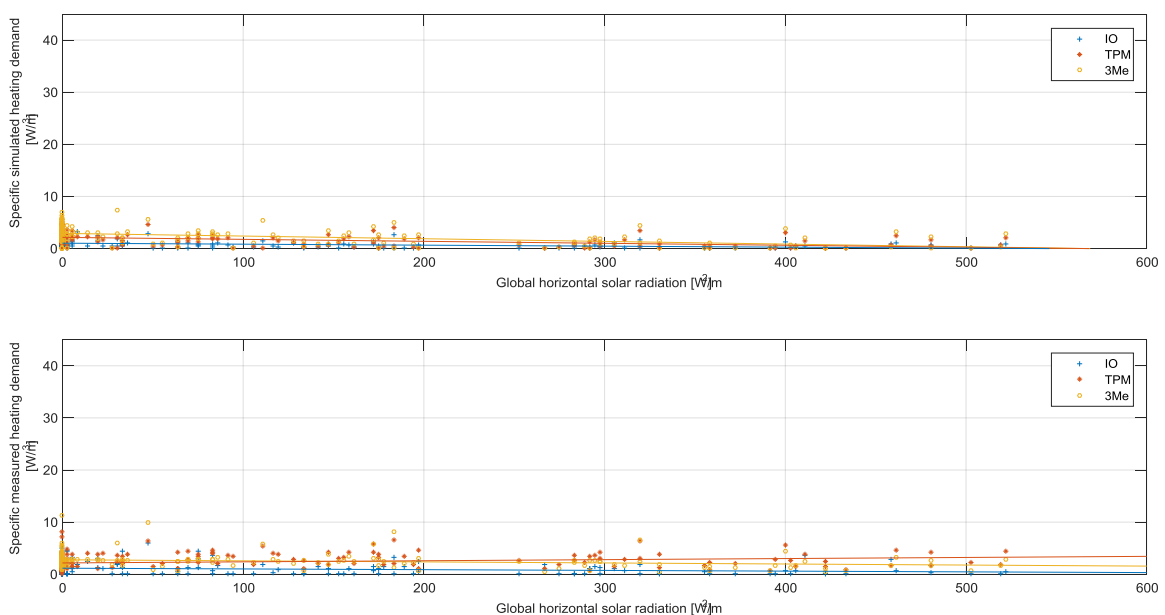 Specific simulated heating demand
[W/m²]
40
30
20
10
0
0 100 200 300 400 500 600
Global horizontal solar radiation [W/m²]
IO
TPM
3Me
Specific measured heating demand
[W/m²]
40
30
20
10
0
0 100 200 300 400 500 600
Global horizontal solar radiation [W/m²]
IO
TPM
3Me